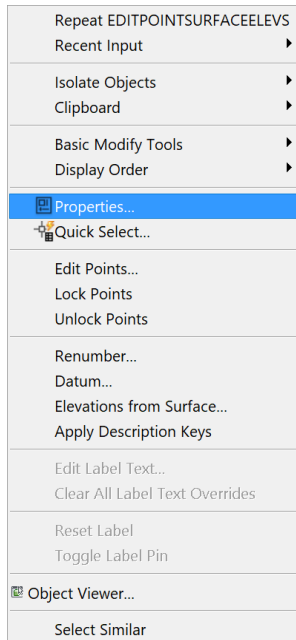 Repeat EDITPOINTSURFACEELEVS
Recent Input
Isolate Objects
Clipboard
Basic Modify Tools
Display Order
Properties...
Quick Select...
Edit Points...
Lock Points
Unlock Points
Renumber...
Datum...
Elevations from Surface...
Apply Description Keys
Edit Label Text...
Clear All Label Text Overrides
Reset Label
Toggle Label Pin
Object Viewer...
Select Similar